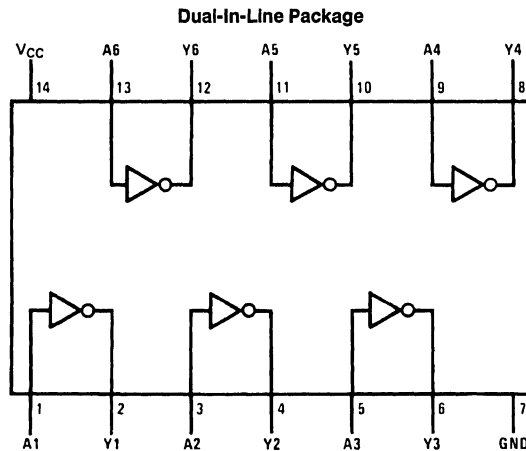 Dual-In-Line Package
VCC A6 Y6 A5 Y5 A4 Y4
14 13 12 11 10 9 8
1 2 3 4 5 6 7
A1 Y1 A2 Y2 A3 Y3 GND